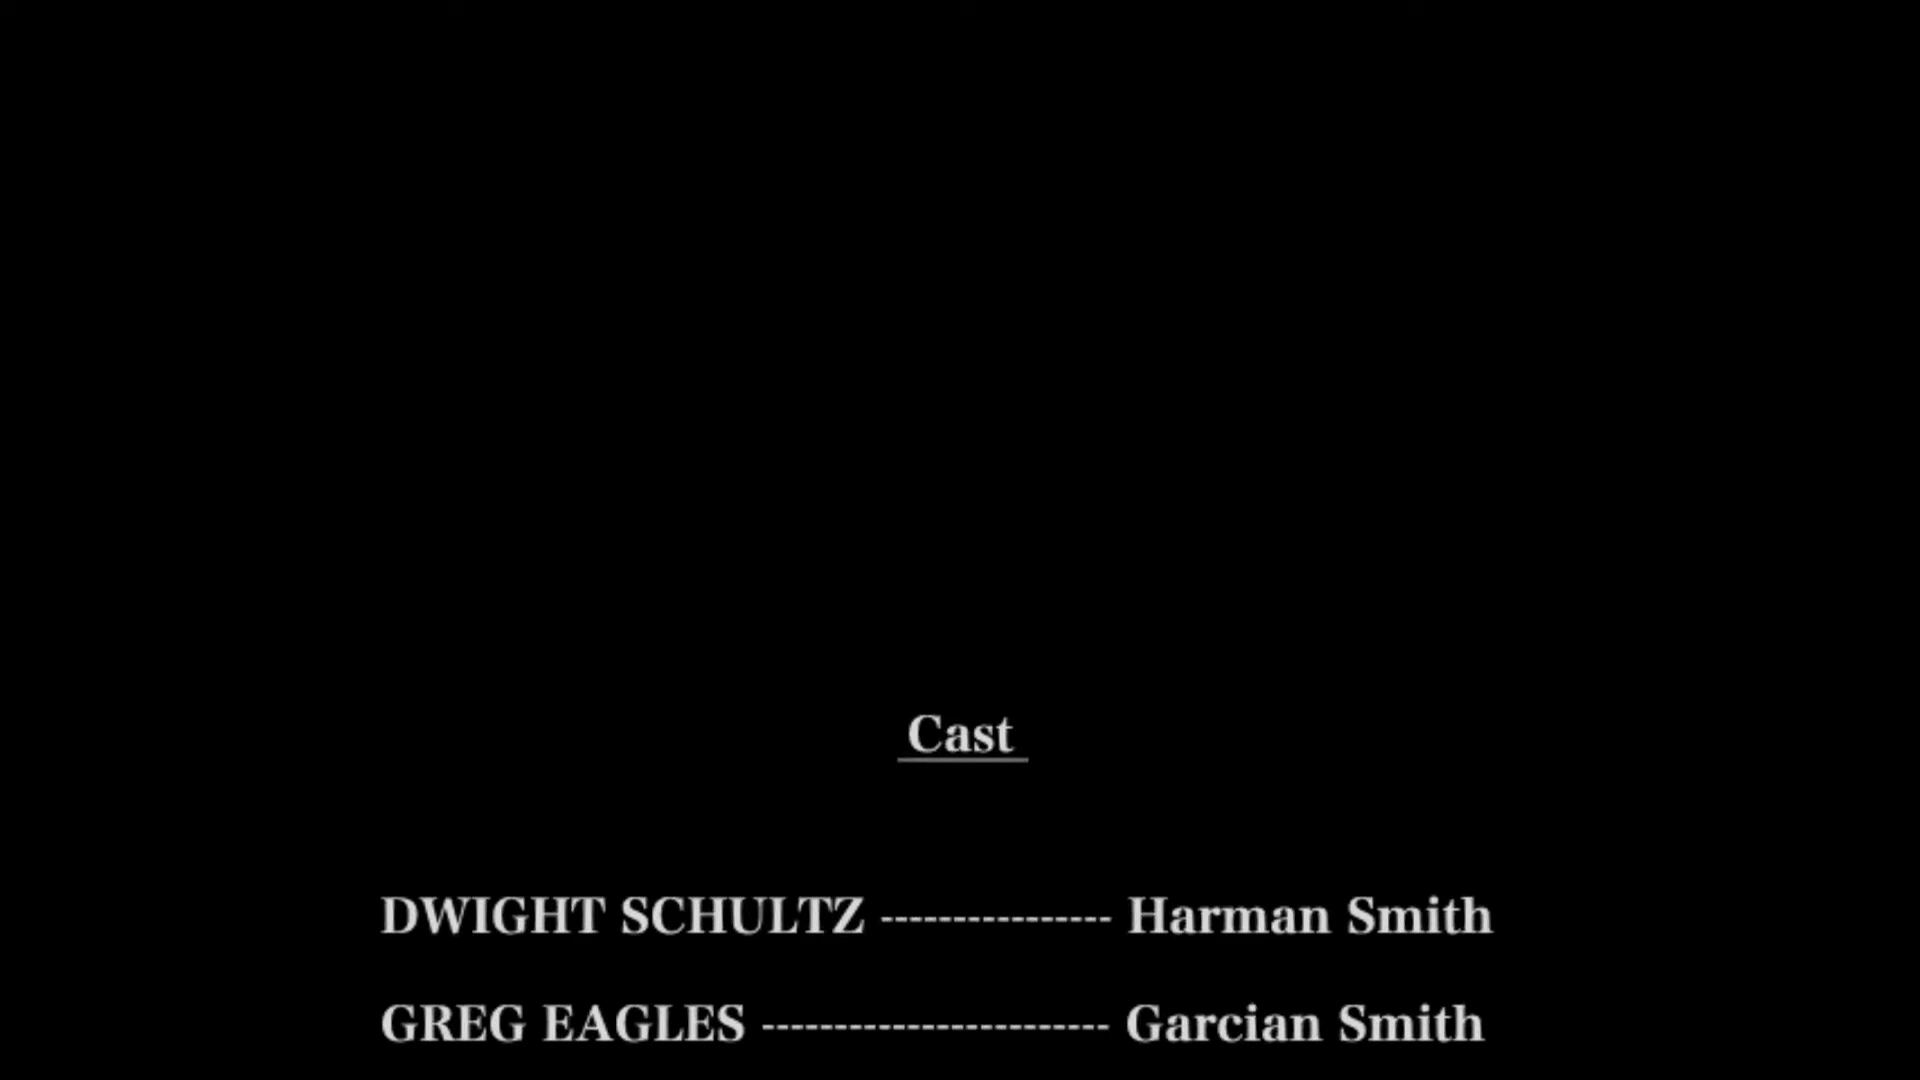 Cast
DWIGHT SCHULTZ ---------------- Harman Smith
GREG EAGLES ------------------------ Garcian Smith